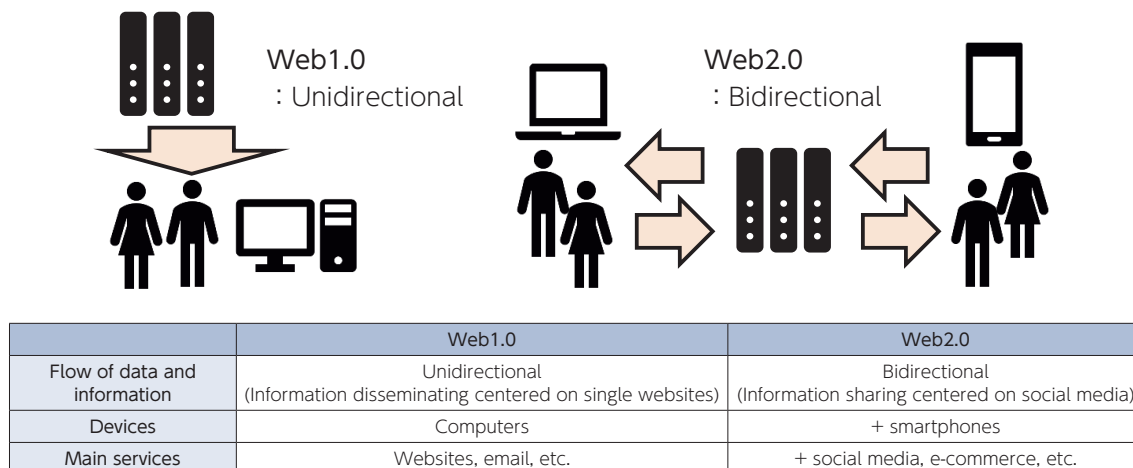 Web1.0
：Unidirectional
Web2.0
：Bidirectional
Web1.0 Web2.0
Flow of data and
information
Unidirectional
(Information disseminating centered on single websites)
Bidirectional
(Information sharing centered on social media)
Devices Computers + smartphones
Main services Websites, email, etc. + social media, e-commerce, etc.